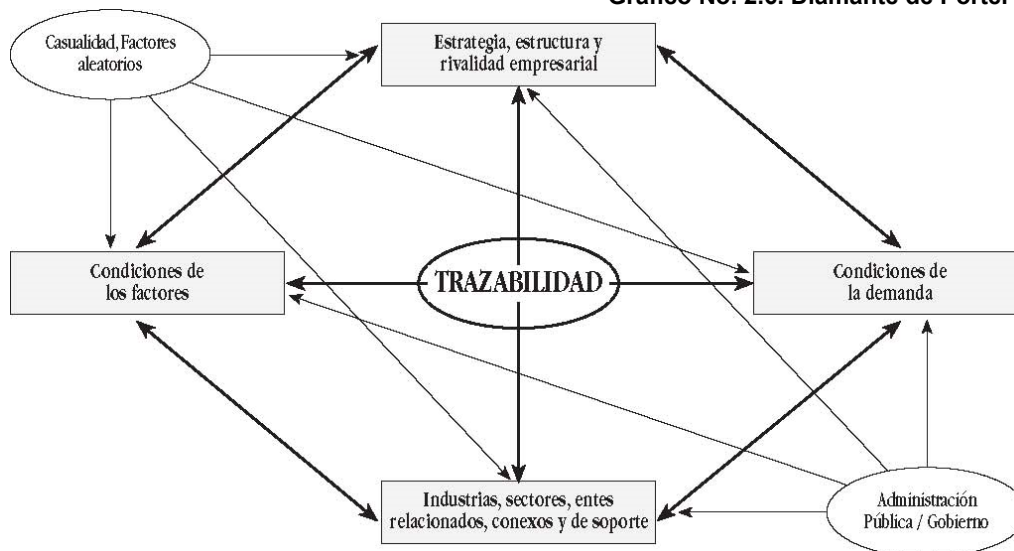 Gráfico No. 2.3. Diamante de Porter
Casualidad, Factores
aleatorios
Estrategia, estructura y
rivalidad empresarial
Condiciones de
los factores
TRAZABILIDAD
Condiciones de
la demanda
Industrias, sectores, entes
relacionados, conexos y de soporte
Administración
Pública / Gobierno